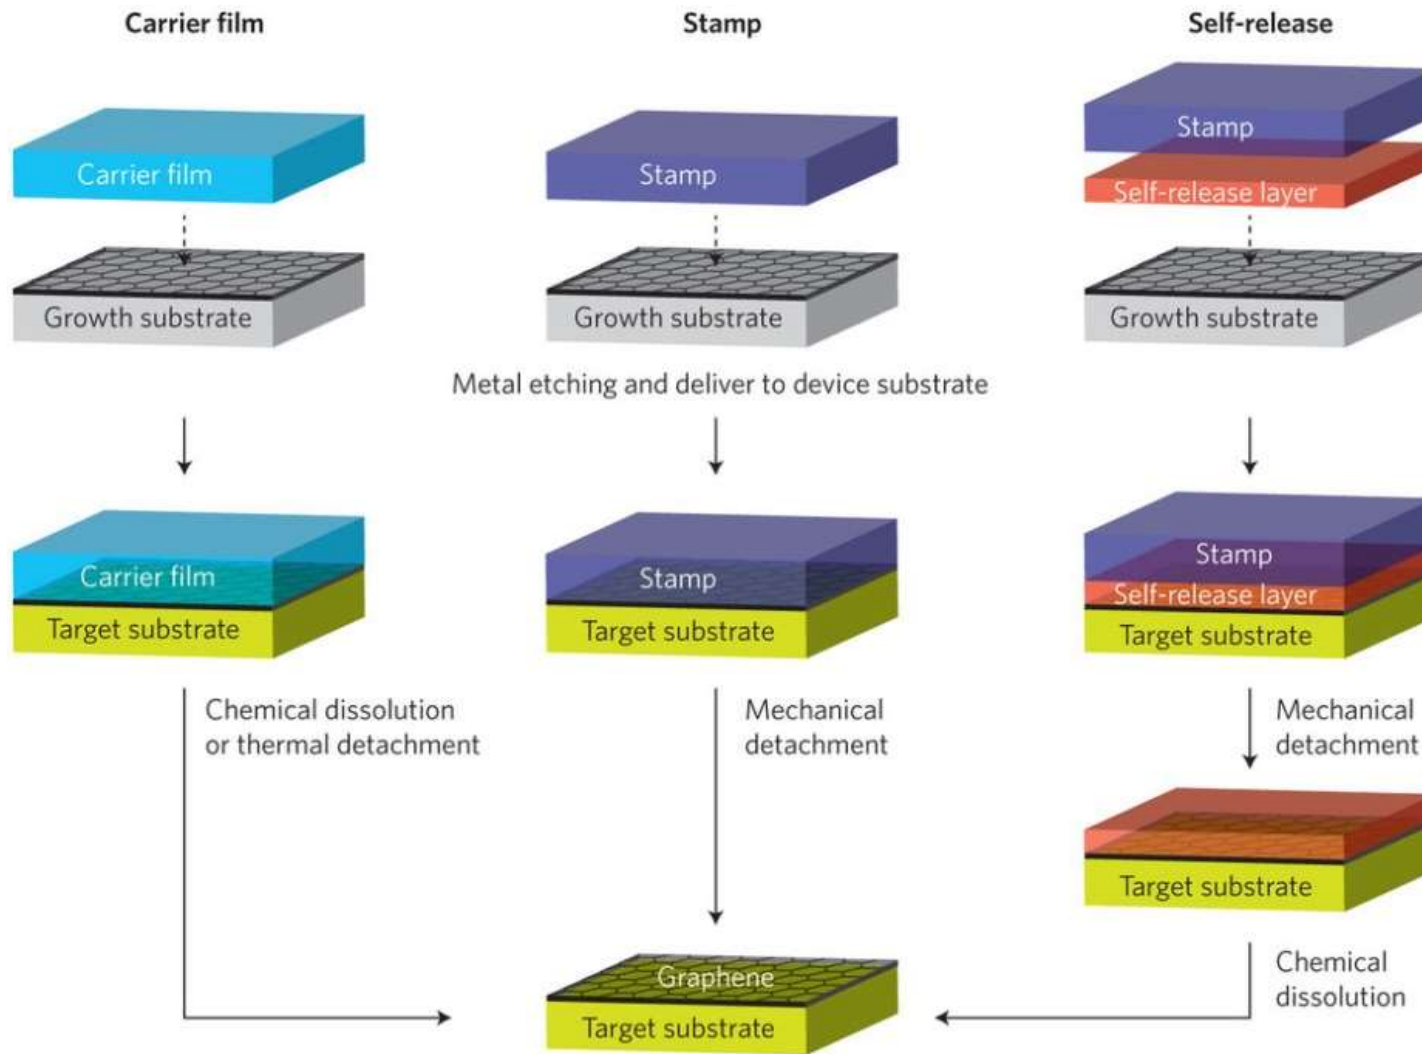 Carrier film
Stamp
Self-release
Carrier film
Stamp
Stamp
Self-release layer
Growth substrate
Growth substrate
Growth substrate
Metal etching and deliver to device substrate
Carrier film
Target substrate
Stamp
Target substrate
Stamp
Self-release layer
Target substrate
Chemical dissolution
or thermal detachment
Mechanical
detachment
Mechanical
detachment
Target substrate
Graphene
Target substrate
Chemical
dissolution